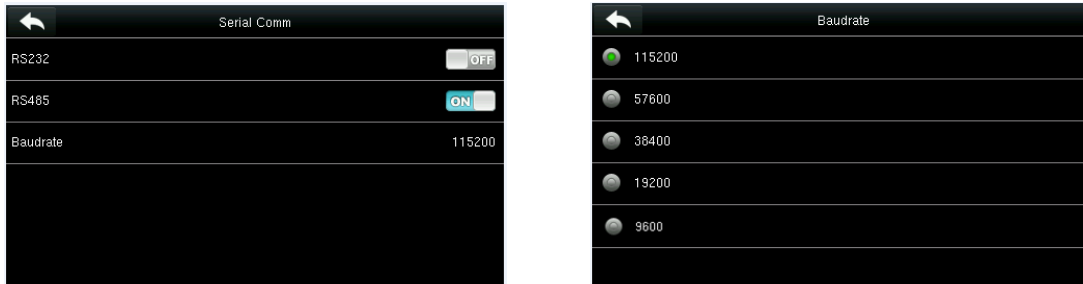 Serial Comm
RS232 OFF
RS485 ON
Baudrate 115200
Baudrate
115200
57600
38400
19200
9600